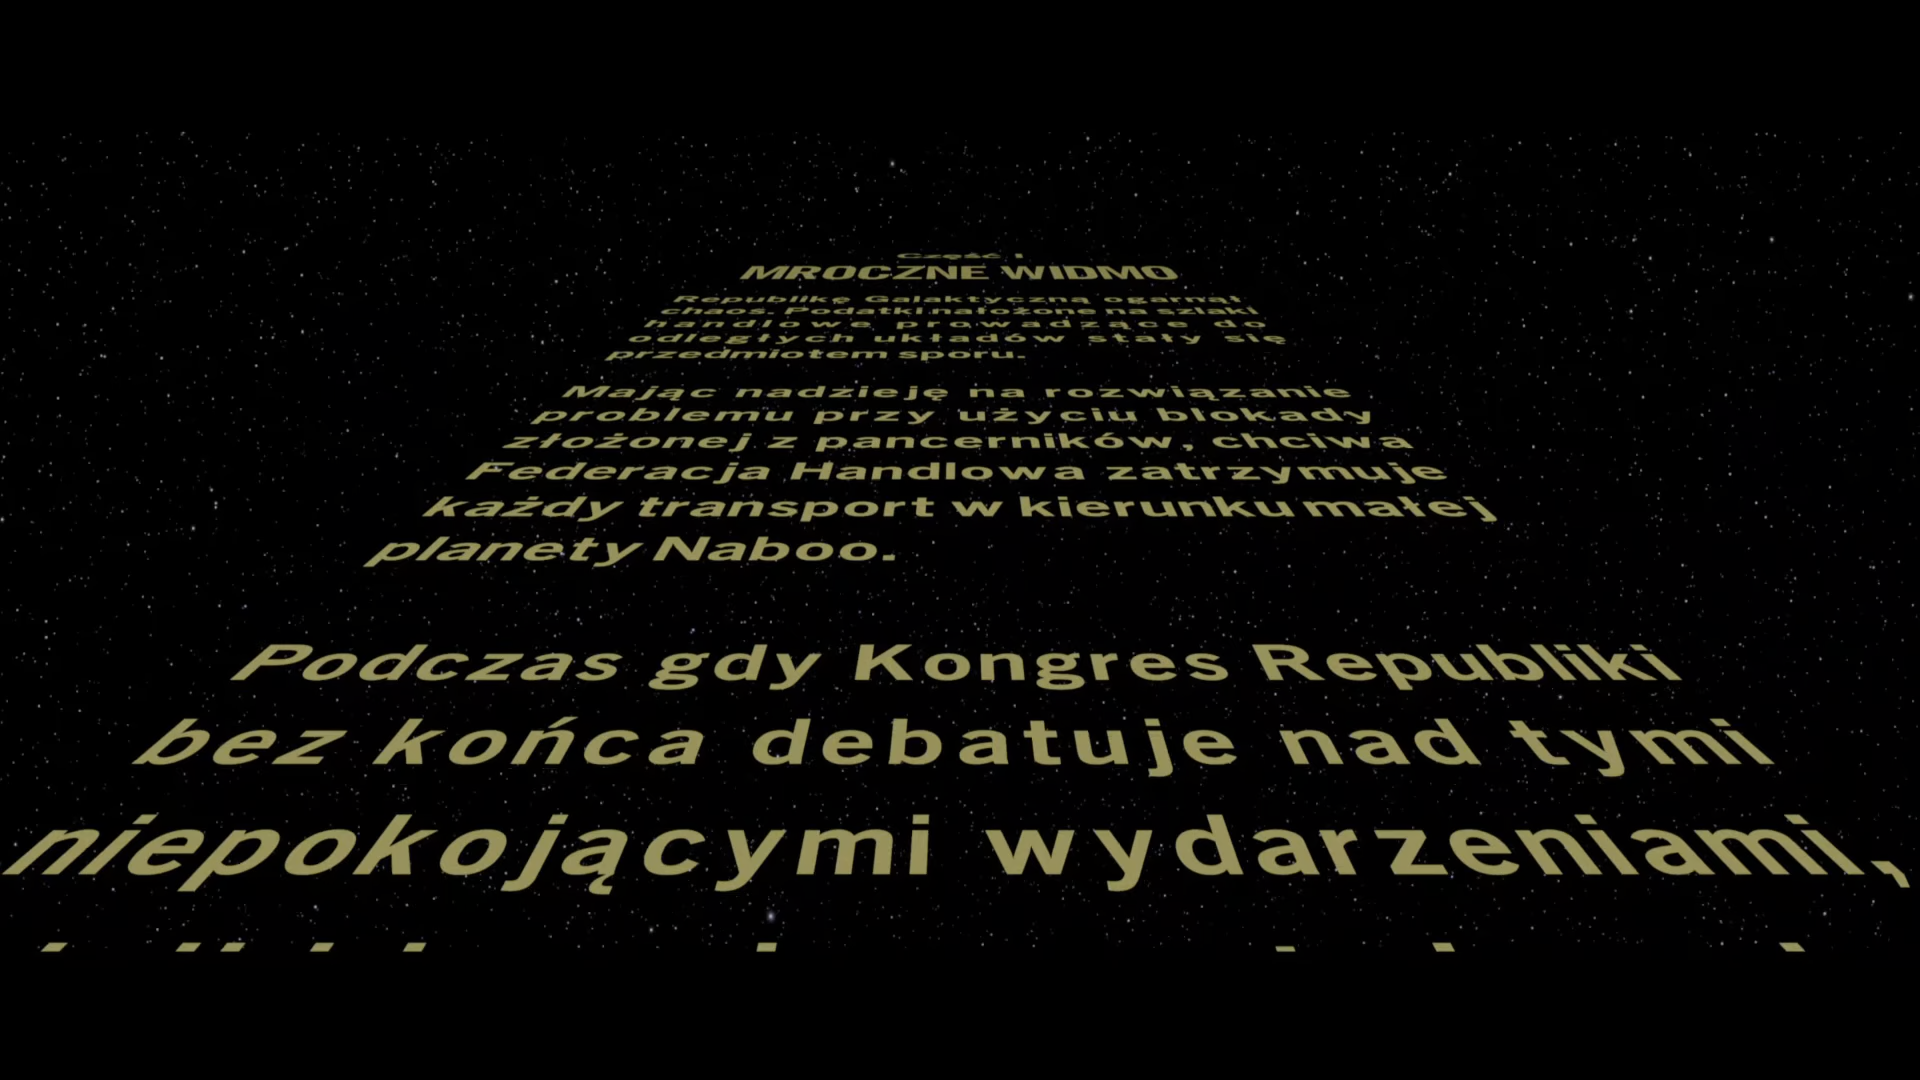 Część I
MROCZNE WIDMO
Republikę Galaktyczną ogarnął
chaos. Podatki nałożone na szlaki
handlowe prowadzące do
odległych układów stały się
przedmiotem sporu.
Mając nadzieję na rozwiązanie
problemu przy użyciu blokady
złożonej z pancerników, chciwa
Federacja Handlowa zatrzymuje
każdy transport w kierunku małej
planety Naboo.
Podczas gdy Kongres Republiki
bez końca debatuje nad tymi
niepokojącymi wydarzeniami,